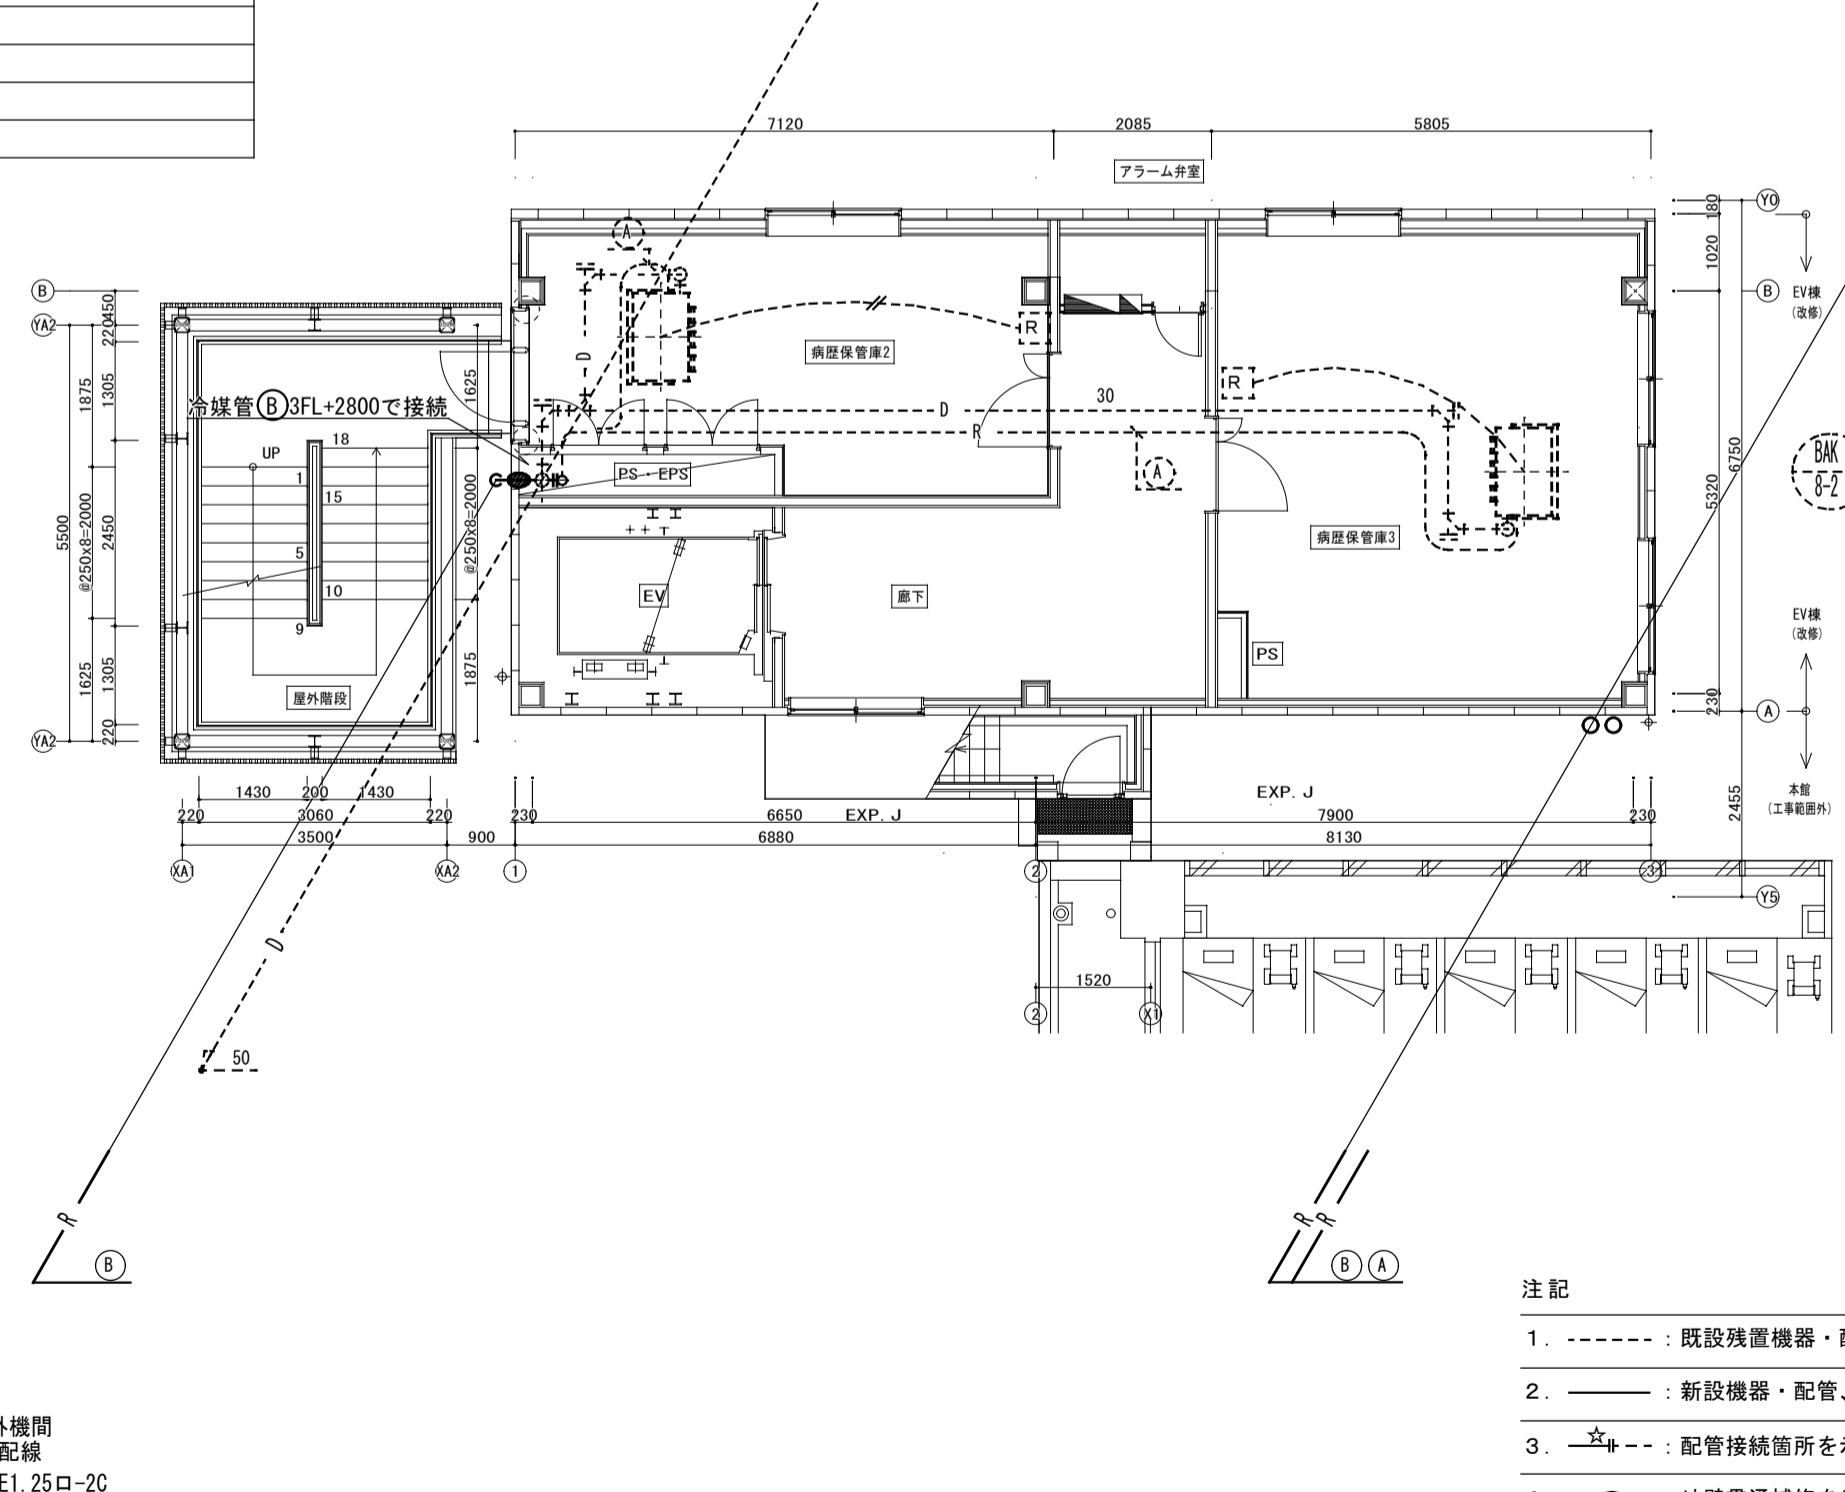 7120
2085
5805
アラーム弁室
Y0
180
1020
B
EV棟
(改修)
B
YA2
450
220
1875
1305
1625
A
D
R
病歴保管庫2
R
冷媒管 B 3FL+2800で接続
D
30
R
A
BAK
8-2
6750
5320
UP
18
1
15
5
10
9
PS・EPS
病歴保管庫3
5500
@250x8=2000
2450
@250x8=2000
EV
廊下
EV棟
(改修)
PS
1625
1305
1875
屋外階段
220
YA2
230
A
本館
(工事範囲外)
2455
1430
200
1430
220
3060
220
230
6650
EXP. J
EXP. J
7900
230
3500
900
6880
8130
XA1
XA2
1
2
3
Y5
D
1520
2
X1
50
R
B
R
R
B
A
注記
1. ------ : 既設残置機器・
2. ――― : 新設機器・配管、
3. ☆ : 配管接続箇所を
外機間
配線
E1.25ロ-2C